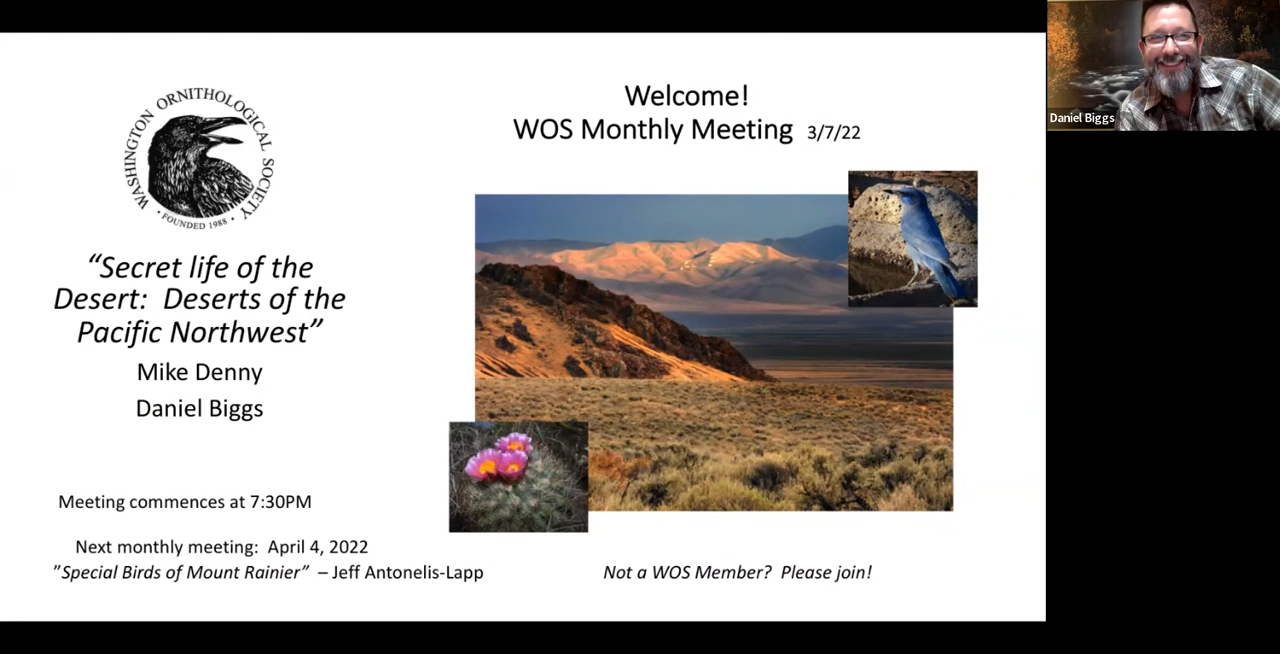 WASHINGTON ORNITHOLOGICAL SOCIETY
• FOUNDED 1988 •
Welcome!
WOS Monthly Meeting 3/7/22
“Secret life of the
Desert: Deserts of the
Pacific Northwest”
Mike Denny
Daniel Biggs
Meeting commences at 7:30PM
Next monthly meeting: April 4, 2022
”Special Birds of Mount Rainier” – Jeff Antonelis-Lapp
Not a WOS Member? Please join!
Daniel Biggs